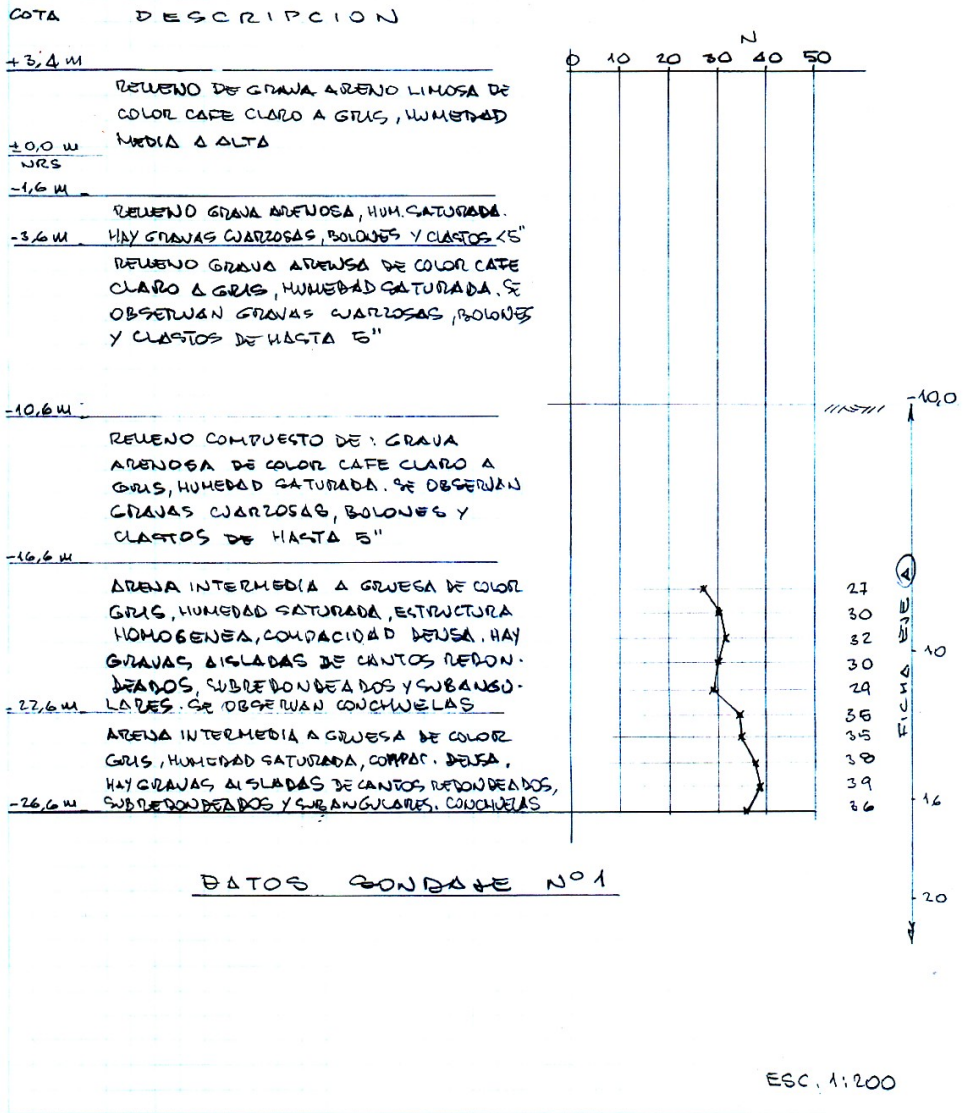 COTA DESCRIPCION
N
+3,4 m 0 10 20 30 40 50
RELLENO DE GRAVA ARENO LIMOSA DE
COLOR CAFE CLARO A GRIS, HUMEDAD
±0,0 m MEDIA A ALTA
NRS
-1,6 m
RELLENO GRAVA ARENOSA, HUM. SATURADA.
-3,6 m HAY GRAVAS CUARZOSAS, BOLONES Y CLASTOS <5"
RELLENO GRAVA ARENSA DE COLOR CAFE
CLARO A GRIS, HUMEDAD SATURADA. SE
OBSERVAN GRAVAS CUARZOSAS, BOLONES
Y CLASTOS DE HASTA 5"
-10,6 m -10,0
RELLENO COMPUESTO DE: GRAVA
ARENOSA DE COLOR CAFE CLARO A
GRIS, HUMEDAD SATURADA. SE OBSERVAN
GRAVAS CUARZOSAS, BOLONES Y
CLASTOS DE HASTA 5"
-16,6 m
ARENA INTERMEDIA A GRUESA DE COLOR 27
GRIS, HUMEDAD SATURADA, ESTRUCTURA 30
HOMOGENEA, COMPACIDAD DENSA. HAY 32
GRAVAS AISLADAS DE CANTOS REDON- 30 10
DEADOS, SUBREDONDEADOS Y SUBANGU- 29
-22,6 m LARES. SE OBSERVAN CONCHUELAS 35
ARENA INTERMEDIA A GRUESA DE COLOR 35
GRIS, HUMEDAD SATURADA, COMPAC. DENSA. 38
HAY GRAVAS AISLADAS DE CANTOS REDONDEADOS, 39
-26,6 m SUBREDONDEADOS Y SUBANGULARES. CONCHUELAS 36 16
FICHA EJE A
20
DATOS SONDAJE Nº1
ESC. 1:200